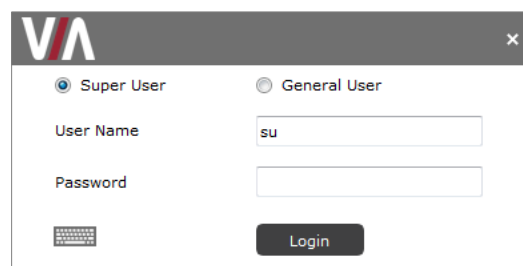 VIA
×
Super User
General User
User Name
su
Password
Login